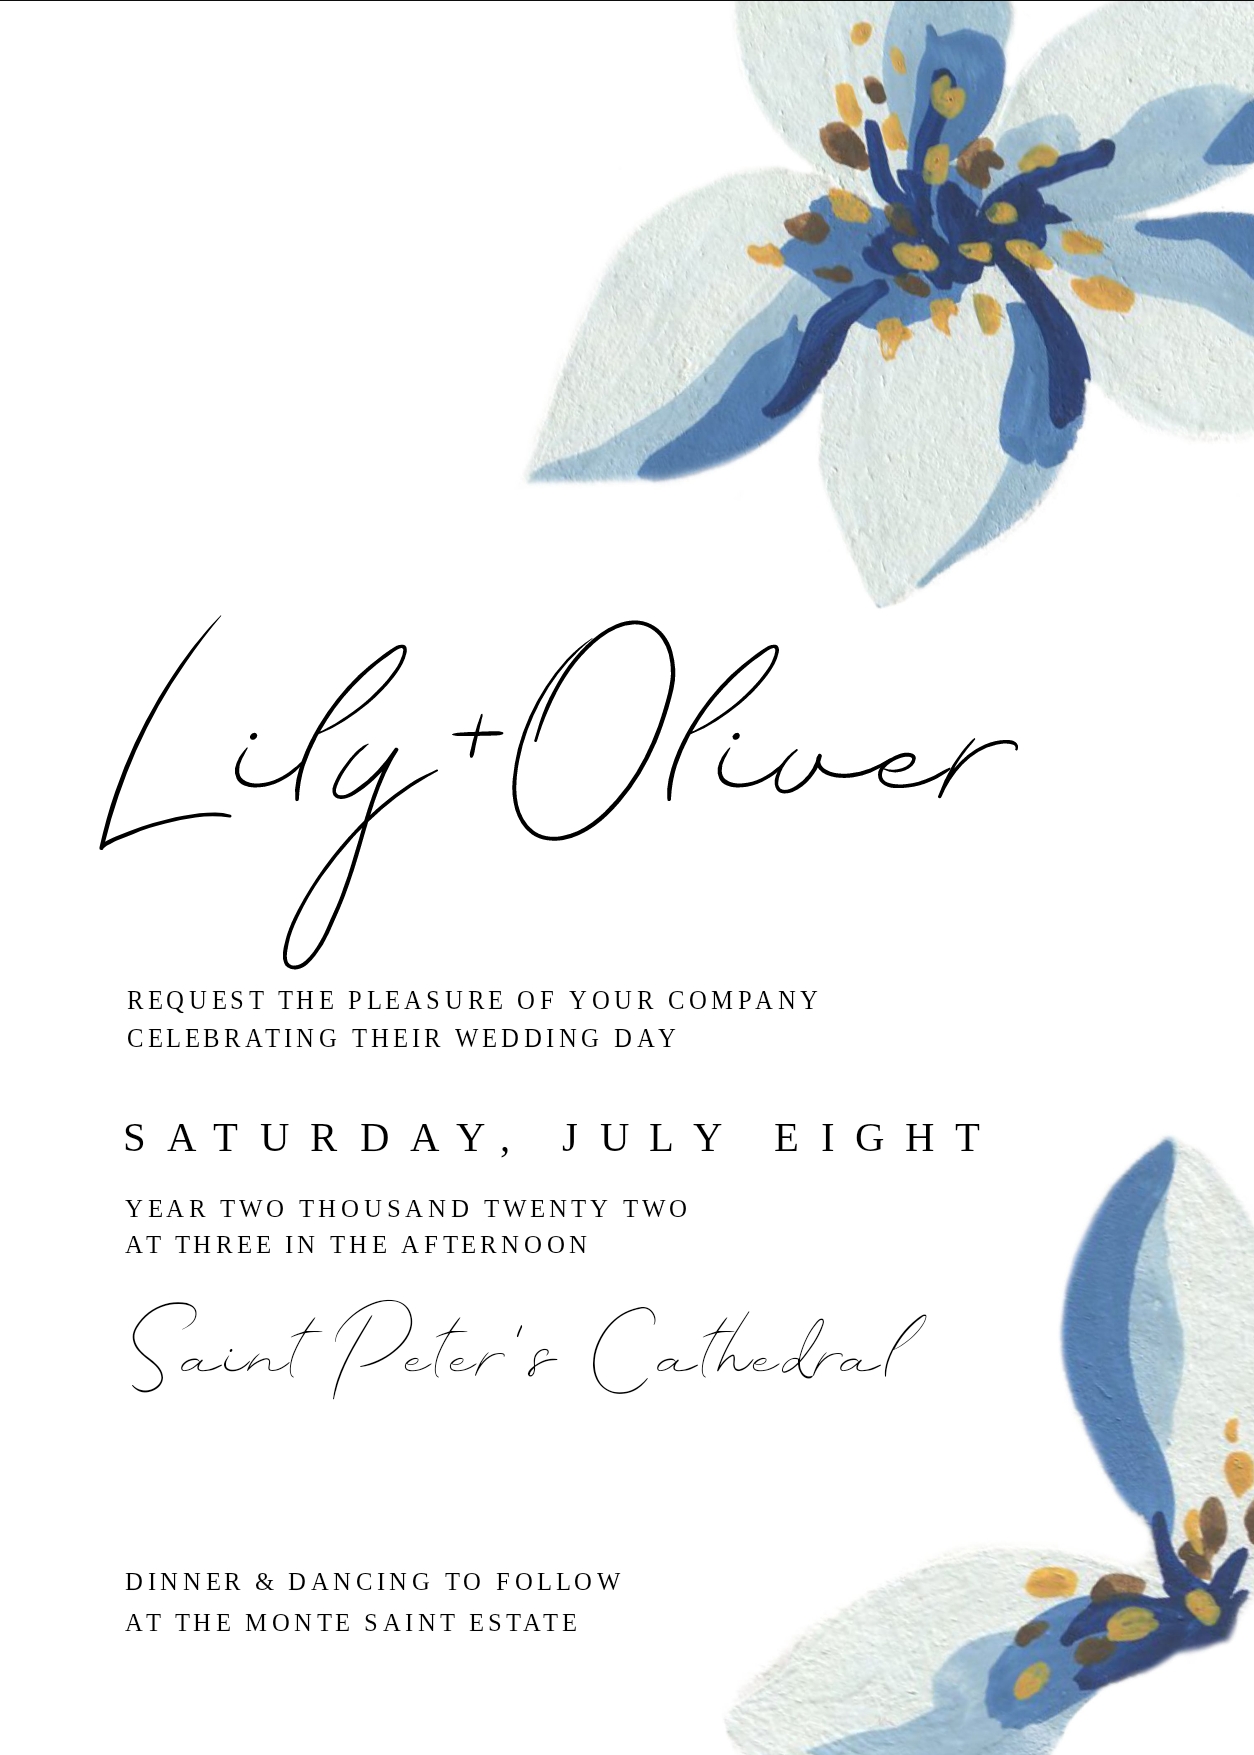 Lily + Oliver
REQUEST THE PLEASURE OF YOUR COMPANY
CELEBRATING THEIR WEDDING DAY
SATURDAY, JULY EIGHT
YEAR TWO THOUSAND TWENTY TWO
AT THREE IN THE AFTERNOON
Saint Peter's Cathedral
DINNER & DANCING TO FOLLOW
AT THE MONTE SAINT ESTATE